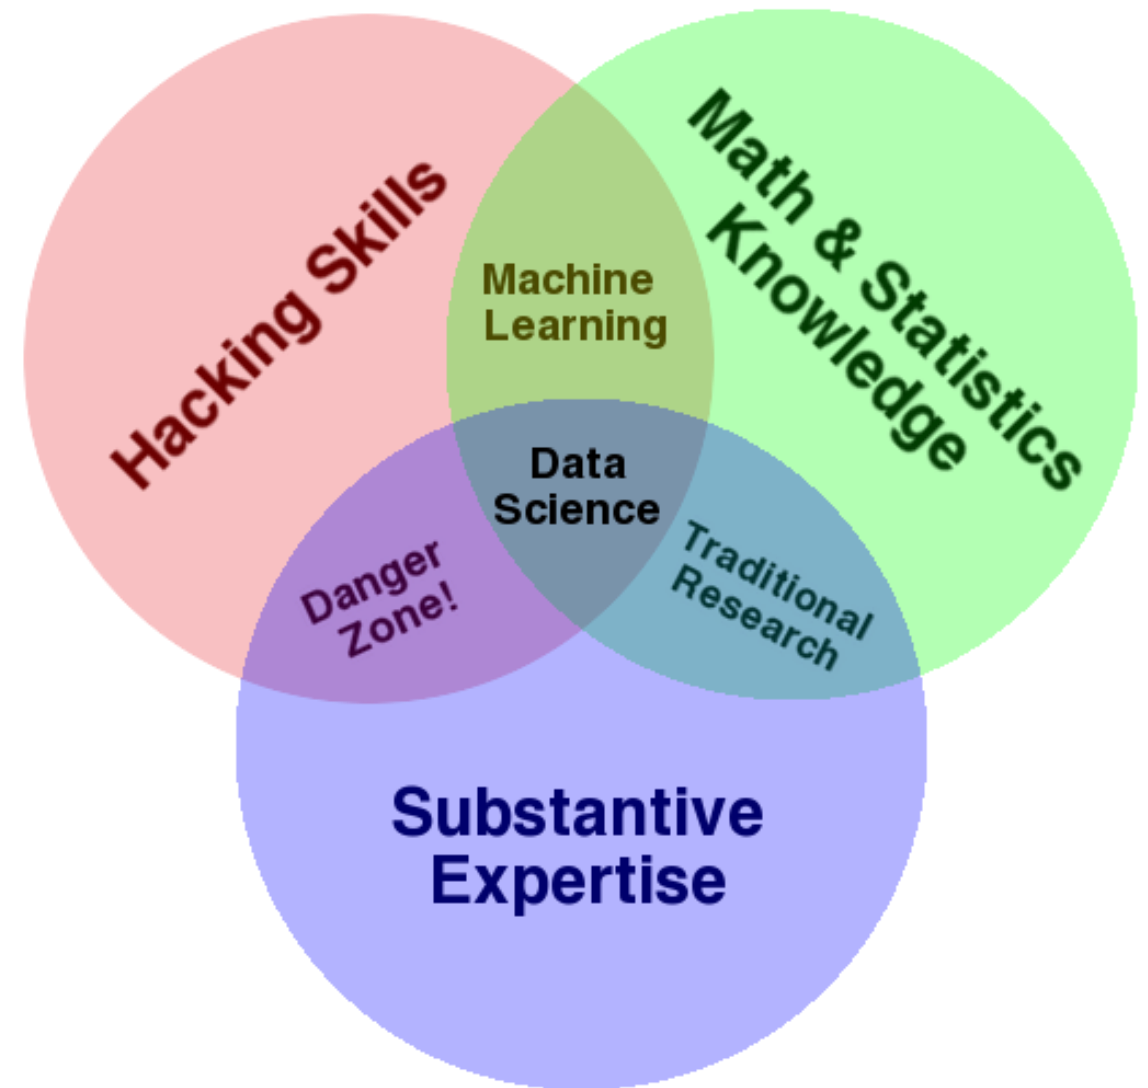 Hacking Skills
Math & Statistics
Knowledge
Machine
Learning
Data
Science
Danger
Zone!
Traditional
Research
Substantive
Expertise